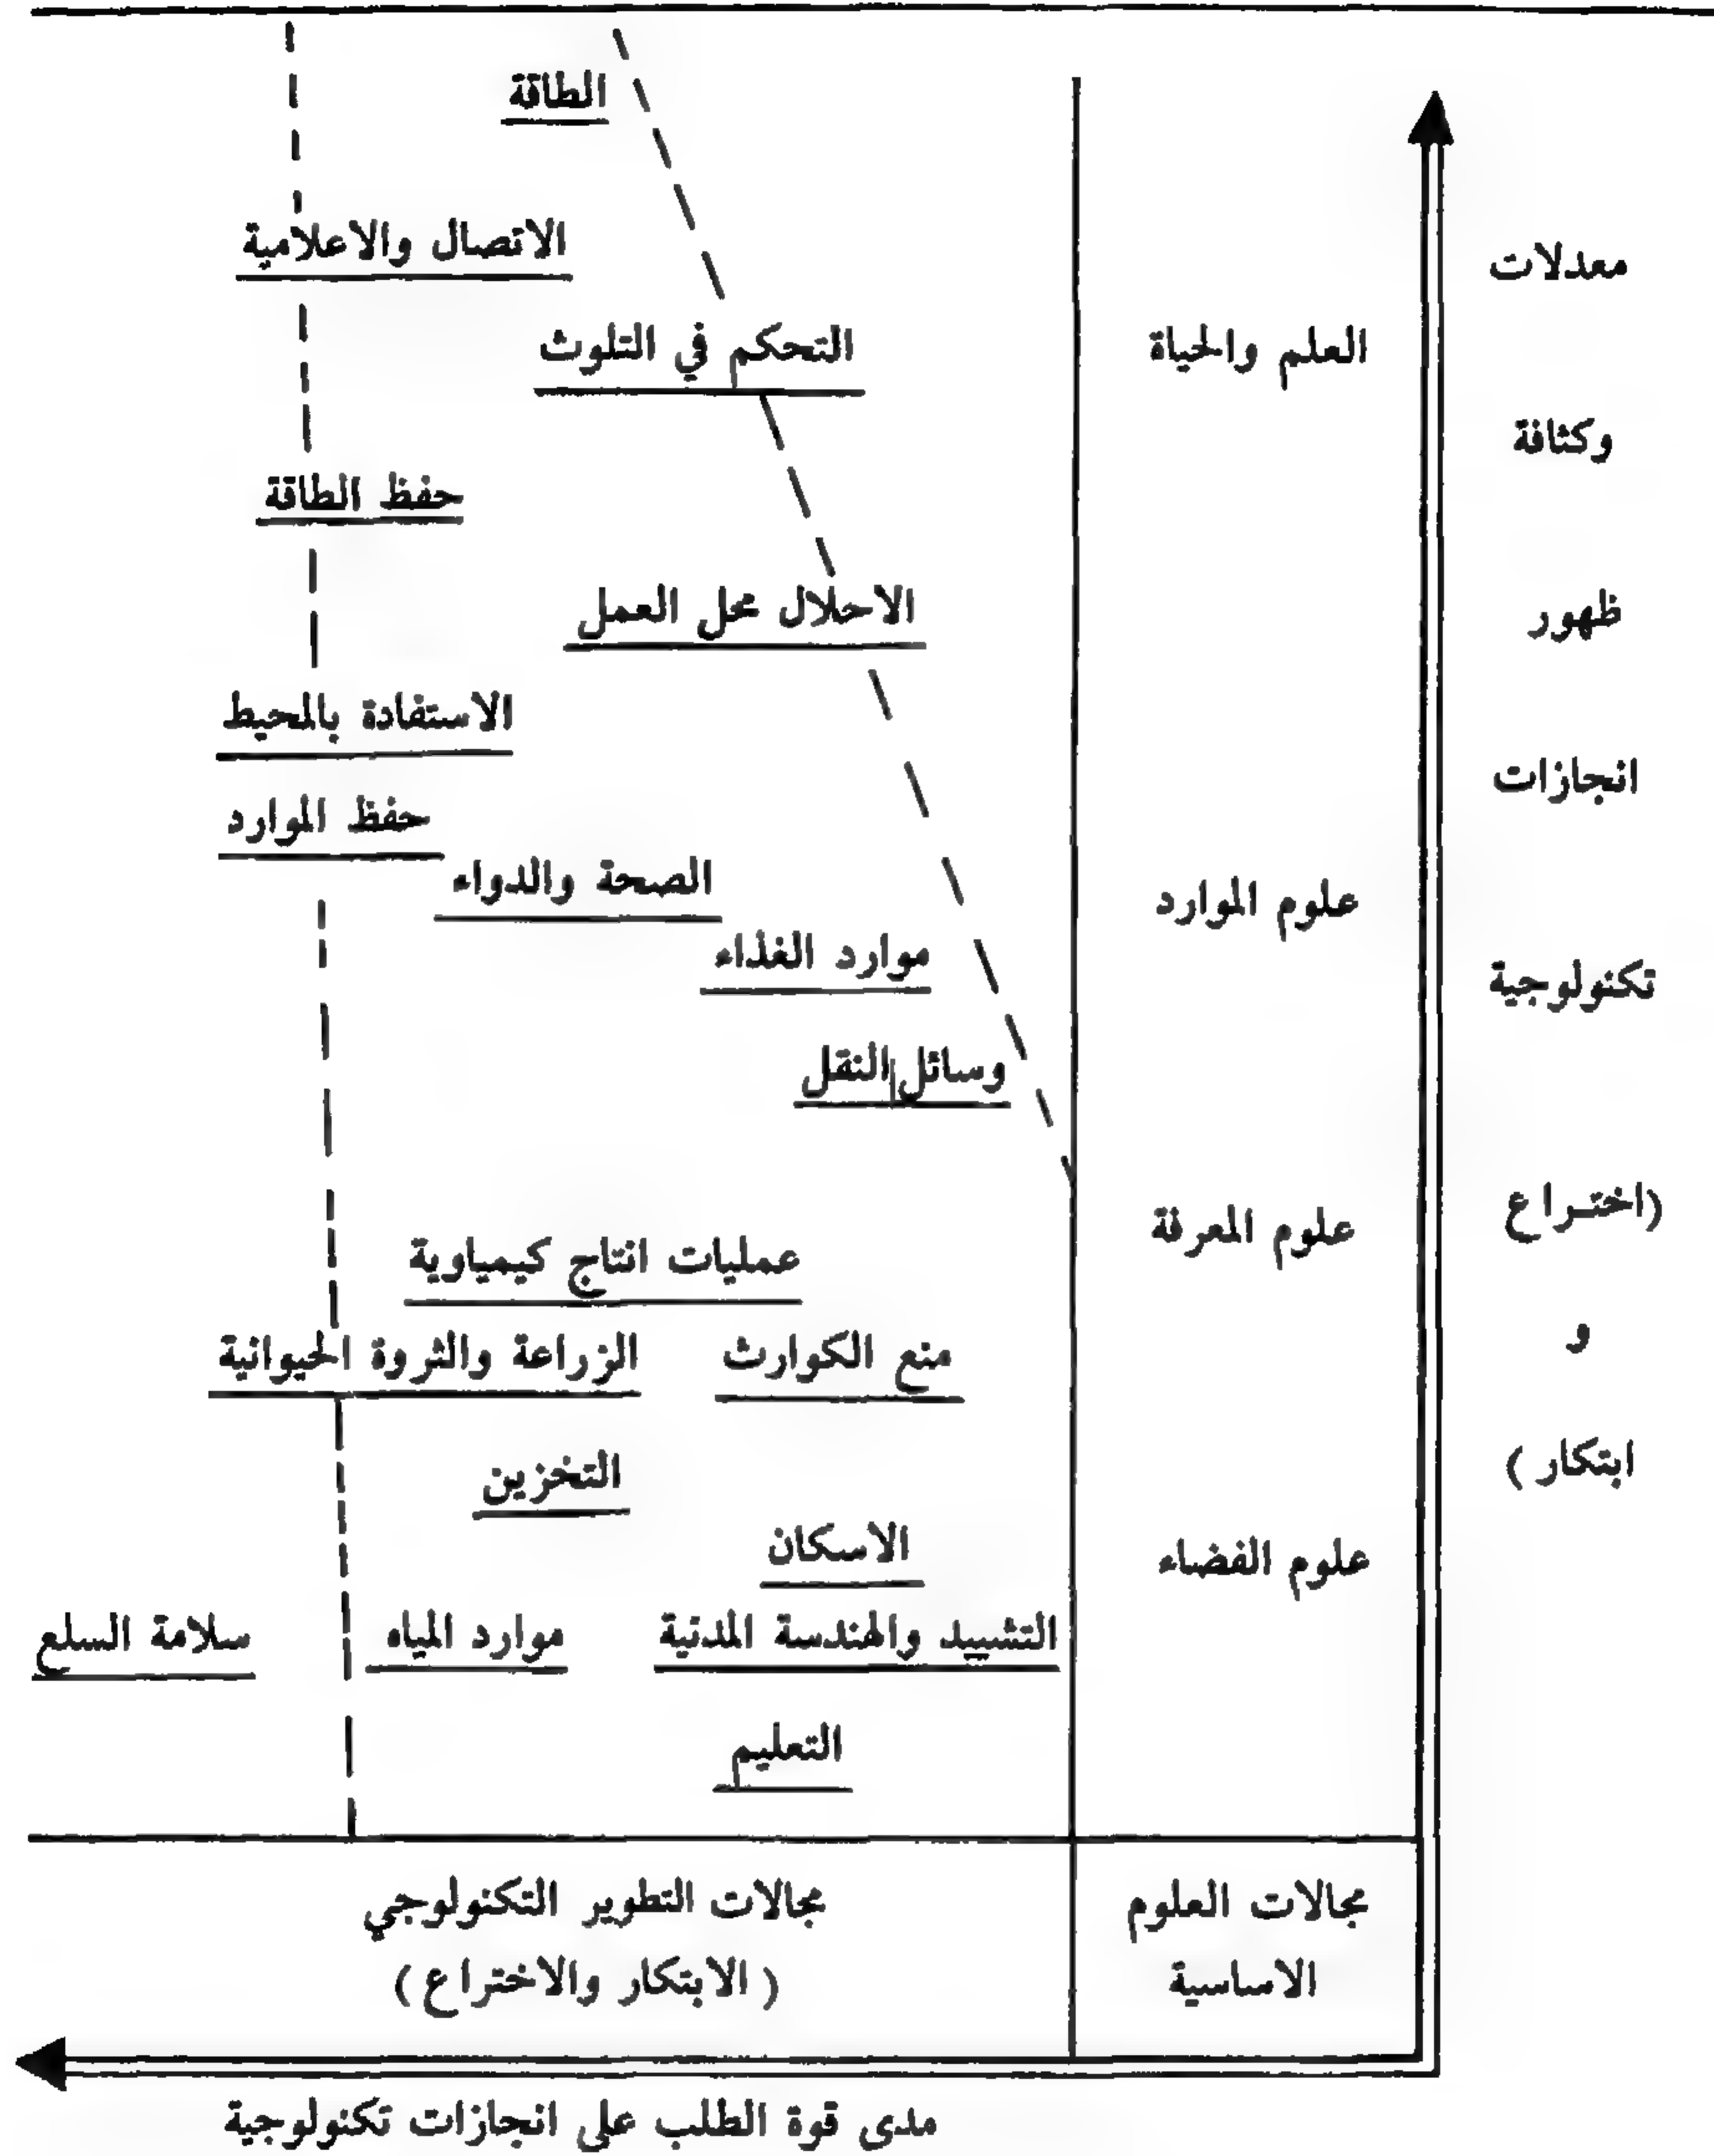 معدلات
وكثافة
ظهور
انجازات
تكنولوجية
(اختراع
و
ابتكار)
العلم والحياة
علوم الموارد
علوم المعرفة
علوم الفضاء
مجالات العلوم
الاساسية
الطاقة
الاتصال والاعلامية
التحكم في التلوث
حفظ الطاقة
الاحلال محل العمل
الاستفادة بالمحيط
حفظ الموارد
الصحة والدواء
موارد الغذاء
وسائل النقل
عمليات انتاج كيمياوية
منع الكوارث
الزراعة والثروة الحيوانية
التخزين
الاسكان
التشييد والهندسة المدنية
موارد المياه
سلامة السلع
التعليم
مجالات التطوير التكنولوجي
(الابتكار والاختراع)
مدى قوة الطلب على انجازات تكنولوجية